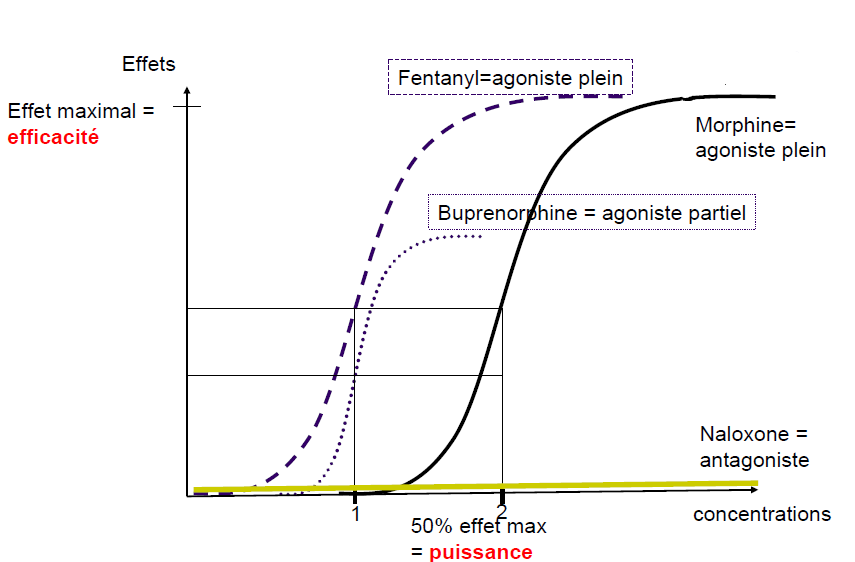 Effets
Fentanyl=agoniste plein
Effet maximal =
efficacité
Morphine=
agoniste plein
Buprenorphine = agoniste partiel
Naloxone =
antagoniste
1
2
50% effet max
= puissance
concentrations